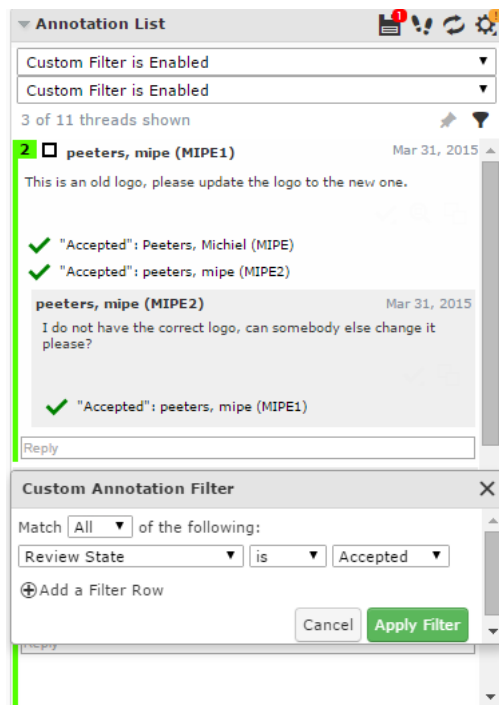 Annotation List
1
Custom Filter is Enabled
Custom Filter is Enabled
3 of 11 threads shown
2 peeters, mipe (MIPE1) Mar 31, 2015
This is an old logo, please update the logo to the new one.
"Accepted": Peeters, Michiel (MIPE)
"Accepted": peeters, mipe (MIPE2)
peeters, mipe (MIPE2) Mar 31, 2015
I do not have the correct logo, can somebody else change it
please?
"Accepted": peeters, mipe (MIPE1)
Reply
Custom Annotation Filter
Match All of the following:
Review State is Accepted
Add a Filter Row
Cancel Apply Filter
Reply